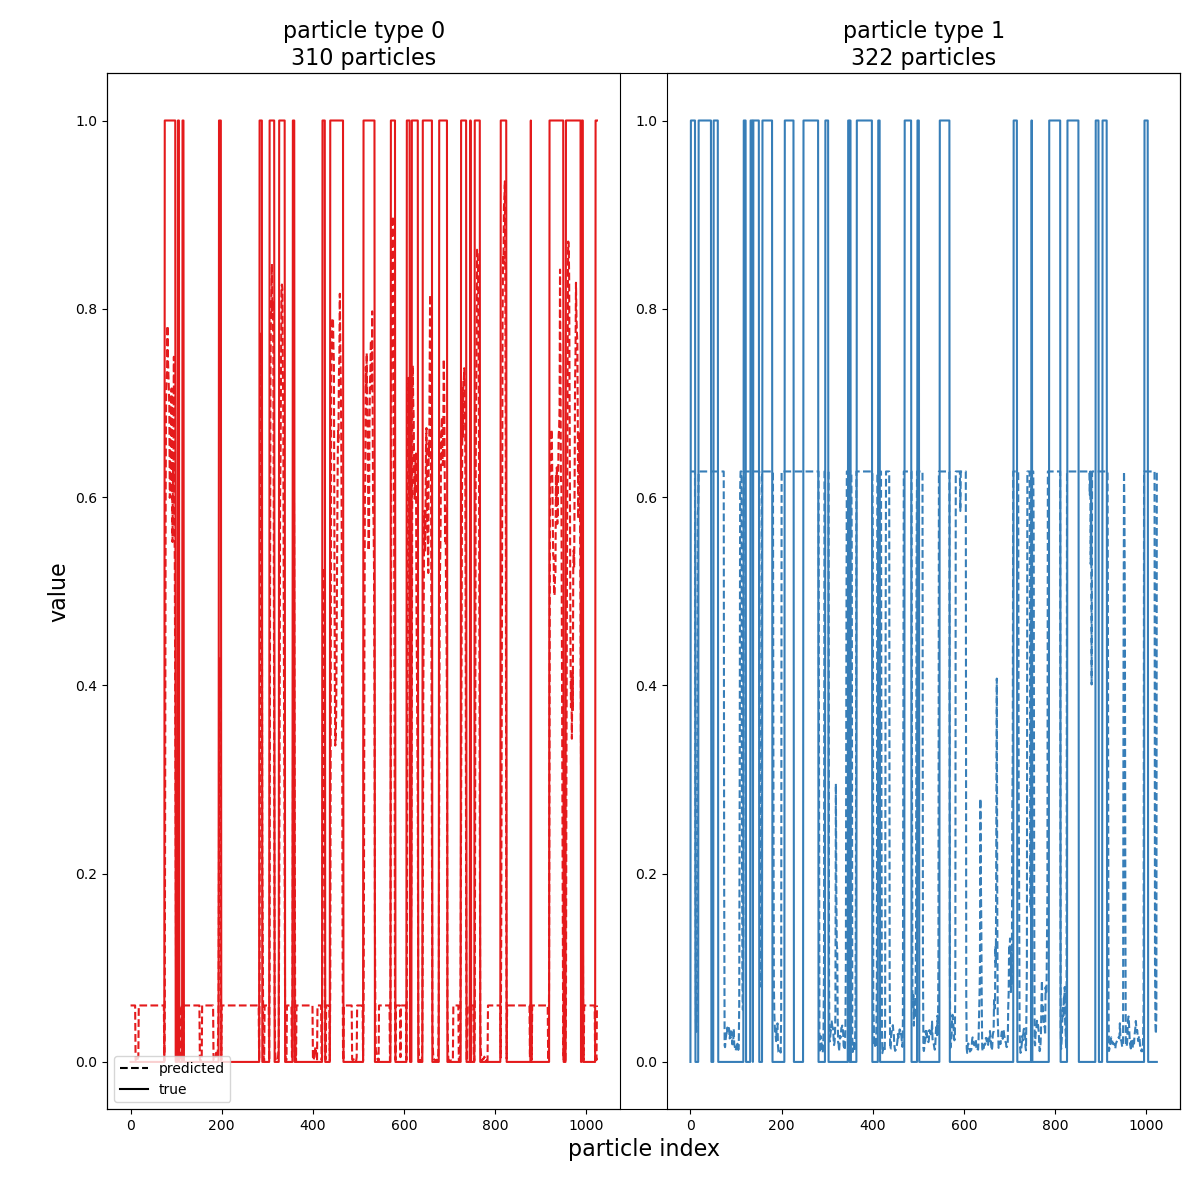 particle type 0
310 particles
particle type 1
322 particles
value
1.0
0.8
0.6
0.4
0.2
0.0
1.0
0.8
0.6
0.4
0.2
0.0
predicted
true
0 200 400 600 800 1000
0 200 400 600 800 1000
particle index